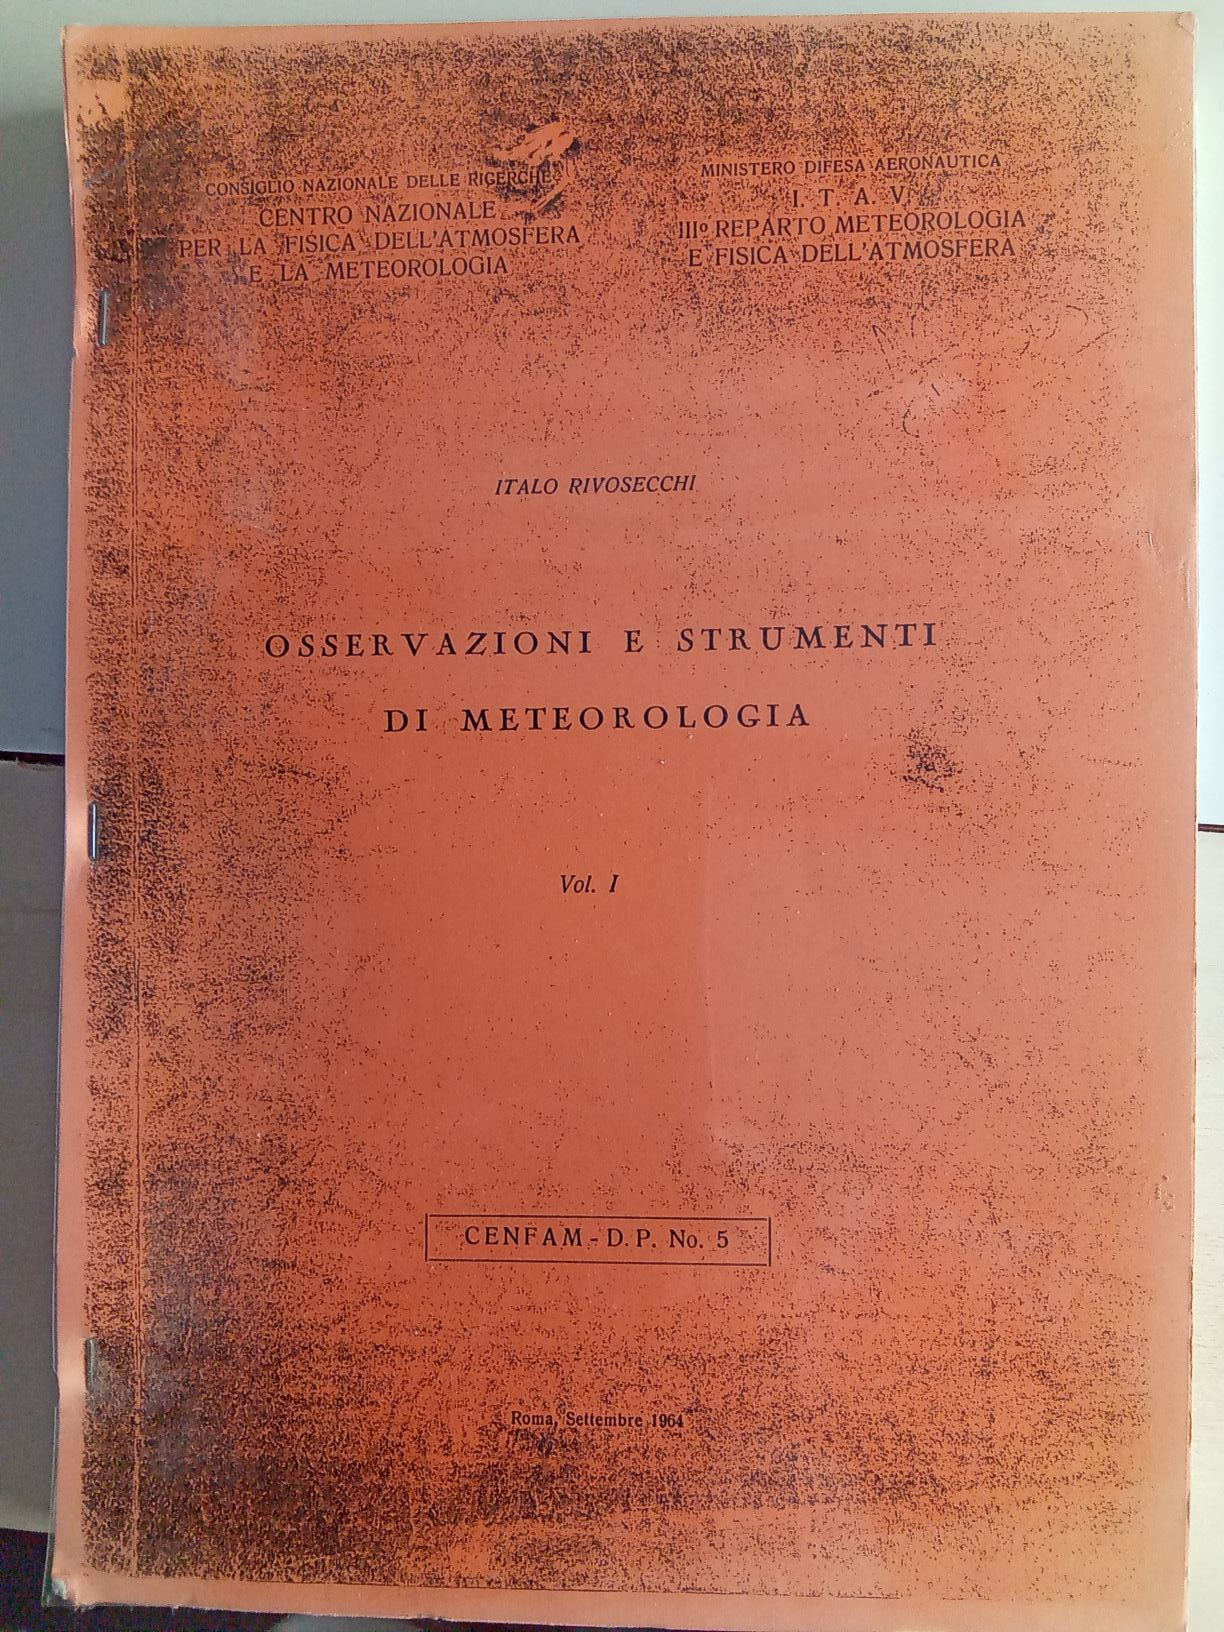 CONSIGLIO NAZIONALE DELLE RICERCHE
CENTRO NAZIONALE
PER LA FISICA DELL'ATMOSFERA
E LA METEOROLOGIA
MINISTERO DIFESA AERONAUTICA
I. T. A. V.
IIIº REPARTO METEOROLOGIA
E FISICA DELL'ATMOSFERA
ITALO RIVOSECCHI
OSSERVAZIONI E STRUMENTI
DI METEOROLOGIA
Vol. I
CENFAM - D. P. No. 5
Roma, Settembre 1964